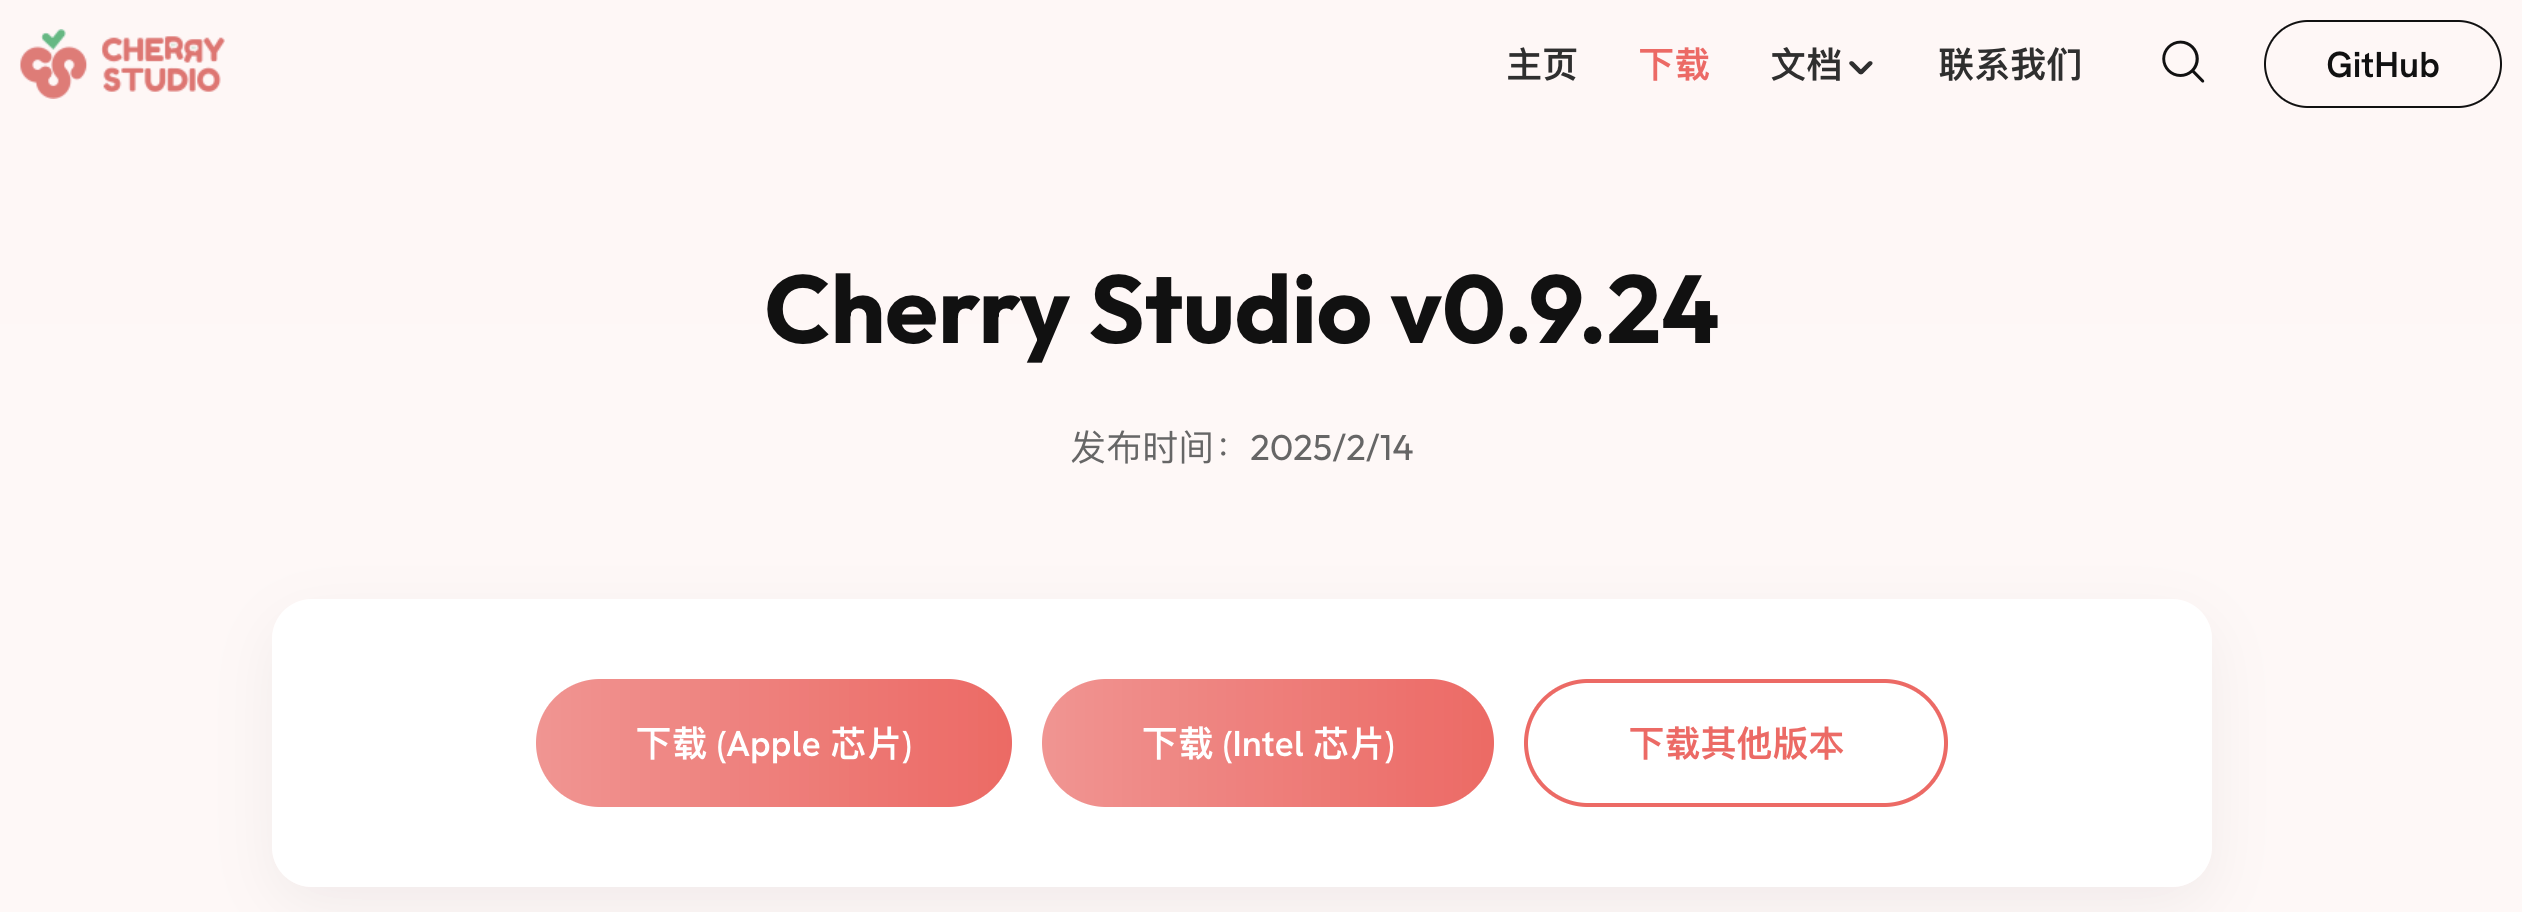 CHERRY
STUDIO
主页
下载
文档
联系我们
GitHub
Cherry Studio v0.9.24
发布时间：2025/2/14
下载 (Apple 芯片)
下载 (Intel 芯片)
下载其他版本